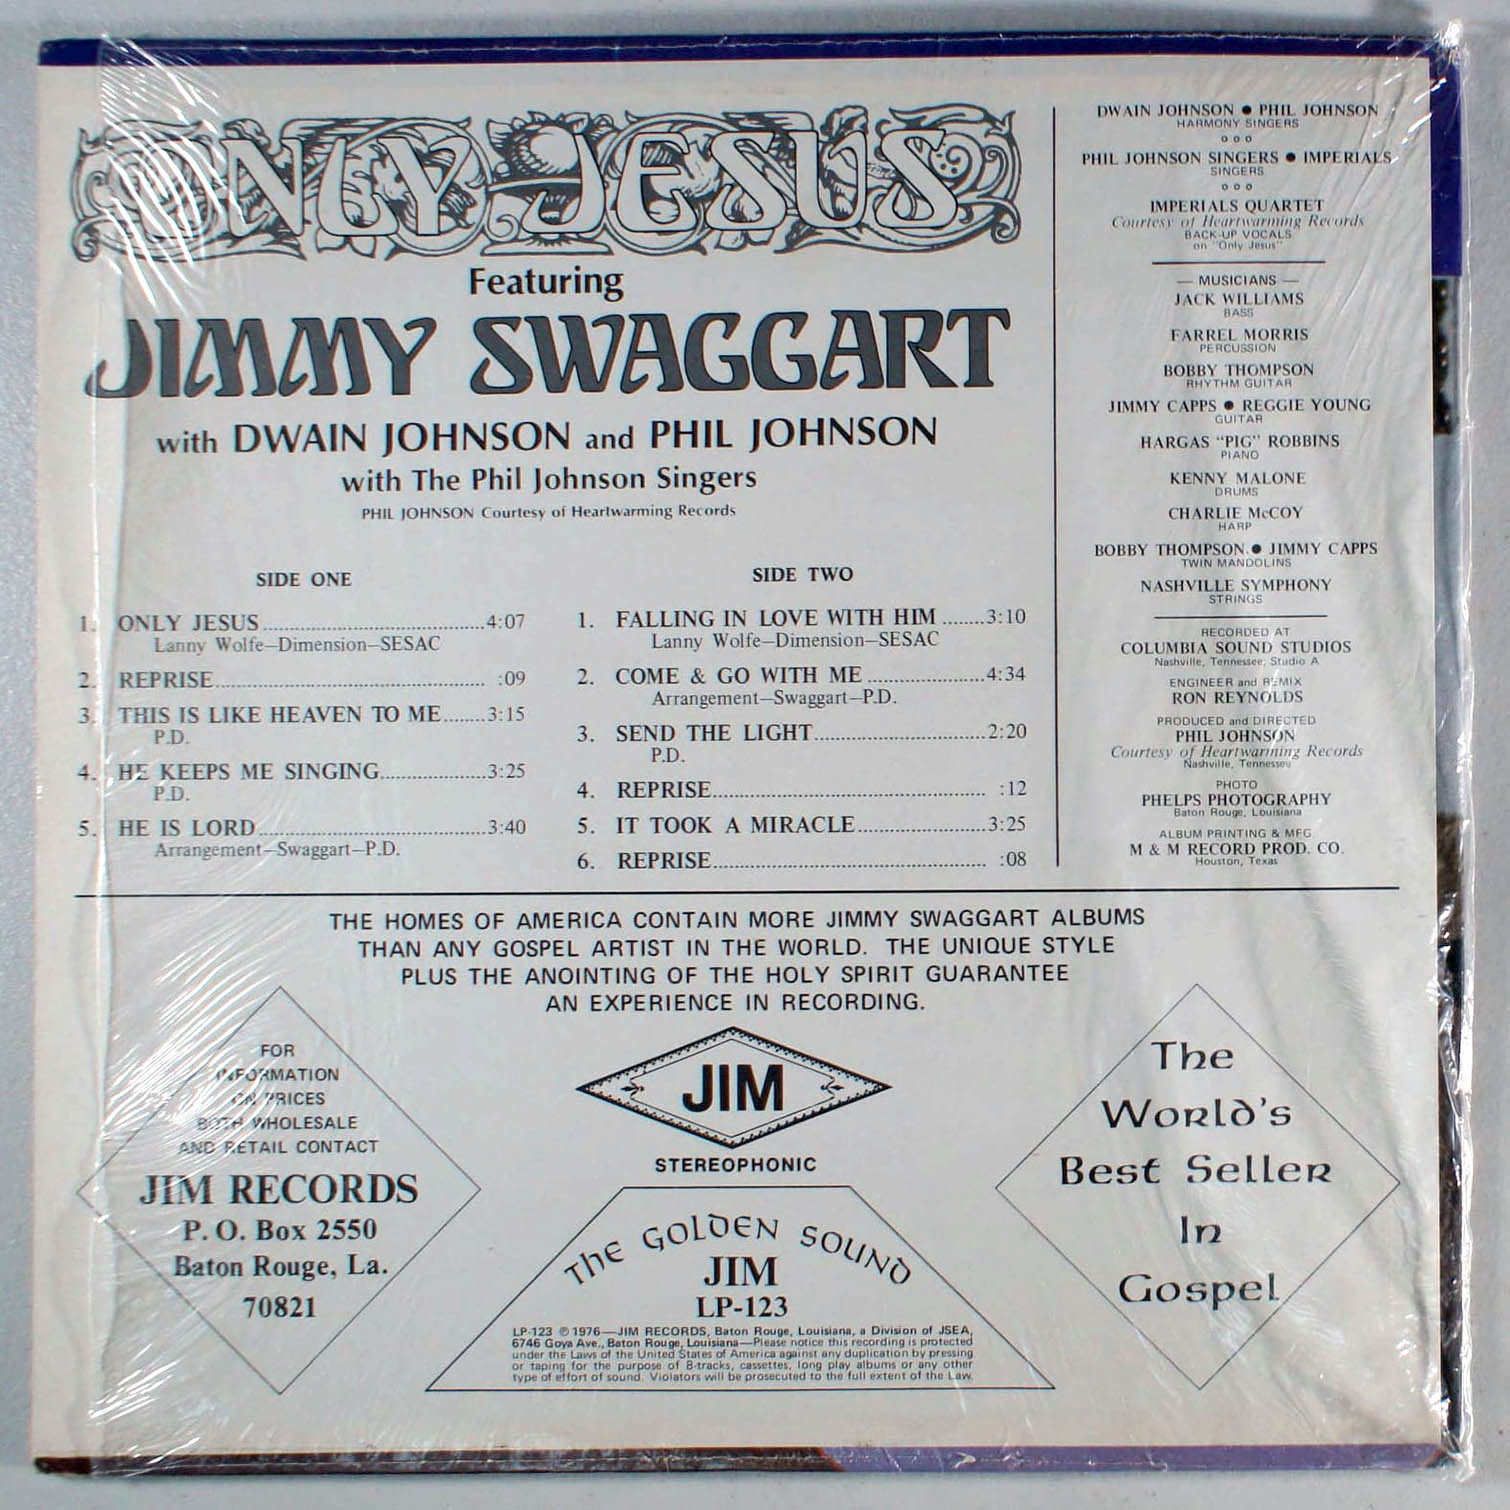 ONLY JESUS
Featuring
JIMMY SWAGGART
with DWAIN JOHNSON and PHIL JOHNSON
with The Phil Johnson Singers
PHIL JOHNSON Courtesy of Heartwarming Records
SIDE ONE
1. ONLY JESUS 4:07
Lanny Wolfe—Dimension—SESAC
2. REPRISE :09
3. THIS IS LIKE HEAVEN TO ME 3:15
P.D.
4. HE KEEPS ME SINGING 3:25
P.D.
5. HE IS LORD 3:40
Arrangement—Swaggart—P.D.
SIDE TWO
1. FALLING IN LOVE WITH HIM 3:10
Lanny Wolfe—Dimension—SESAC
2. COME & GO WITH ME 4:34
Arrangement—Swaggart—P.D.
3. SEND THE LIGHT 2:20
P.D.
4. REPRISE :12
5. IT TOOK A MIRACLE 3:25
6. REPRISE :08
DWAIN JOHNSON ● PHIL JOHNSON
HARMONY SINGERS
o o o
PHIL JOHNSON SINGERS ● IMPERIALS
SINGERS
o o o
IMPERIALS QUARTET
Courtesy of Heartwarming Records
BACK-UP VOCALS
on "Only Jesus"
— MUSICIANS —
JACK WILLIAMS
BASS
FARREL MORRIS
PERCUSSION
BOBBY THOMPSON
RHYTHM GUITAR
JIMMY CAPPS ● REGGIE YOUNG
GUITAR
HARGAS "PIG" ROBBINS
PIANO
KENNY MALONE
DRUMS
CHARLIE McCOY
HARP
BOBBY THOMPSON ● JIMMY CAPPS
TWIN MANDOLINS
NASHVILLE SYMPHONY
STRINGS
RECORDED AT
COLUMBIA SOUND STUDIOS
Nashville, Tennessee, Studio A
ENGINEER and REMIX
RON REYNOLDS
PRODUCED and DIRECTED
PHIL JOHNSON
Courtesy of Heartwarming Records
Nashville, Tennessee
PHOTO
PHELPS PHOTOGRAPHY
Baton Rouge, Louisiana
ALBUM PRINTING & MFG
M & M RECORD PROD. CO.
Houston, Texas
THE HOMES OF AMERICA CONTAIN MORE JIMMY SWAGGART ALBUMS
THAN ANY GOSPEL ARTIST IN THE WORLD. THE UNIQUE STYLE
PLUS THE ANOINTING OF THE HOLY SPIRIT GUARANTEE
AN EXPERIENCE IN RECORDING.
FOR
INFORMATION
ON PRICES
BOTH WHOLESALE
AND RETAIL CONTACT
JIM RECORDS
P. O. Box 2550
Baton Rouge, La.
70821
JIM
STEREOPHONIC
The Golden Sound
JIM
LP-123
LP-123 ℗ 1976—JIM RECORDS, Baton Rouge, Louisiana, a Division of JSEA,
6746 Goya Ave., Baton Rouge, Louisiana—Please notice this recording is protected
under the Laws of the United States of America against any duplication by pressing
or taping for the purpose of 8-tracks, cassettes, long play albums or any other
type of effort of sound. Violators will be prosecuted to the full extent of the Law.
The
World's
Best Seller
In
Gospel